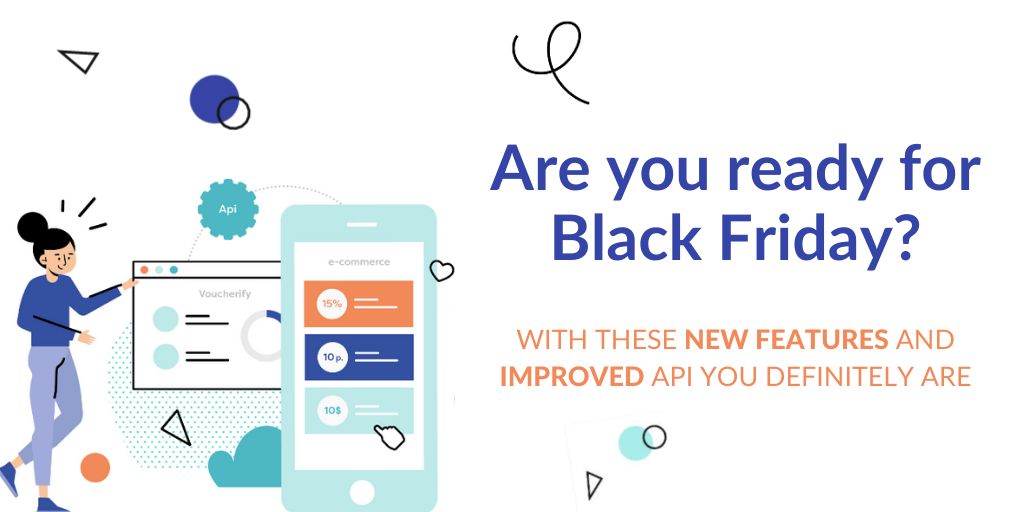 Are you ready for
Black Friday?
WITH THESE NEW FEATURES AND
IMPROVED API YOU DEFINITELY ARE
Api
Voucherify
e-commerce
15%
10 p.
10$